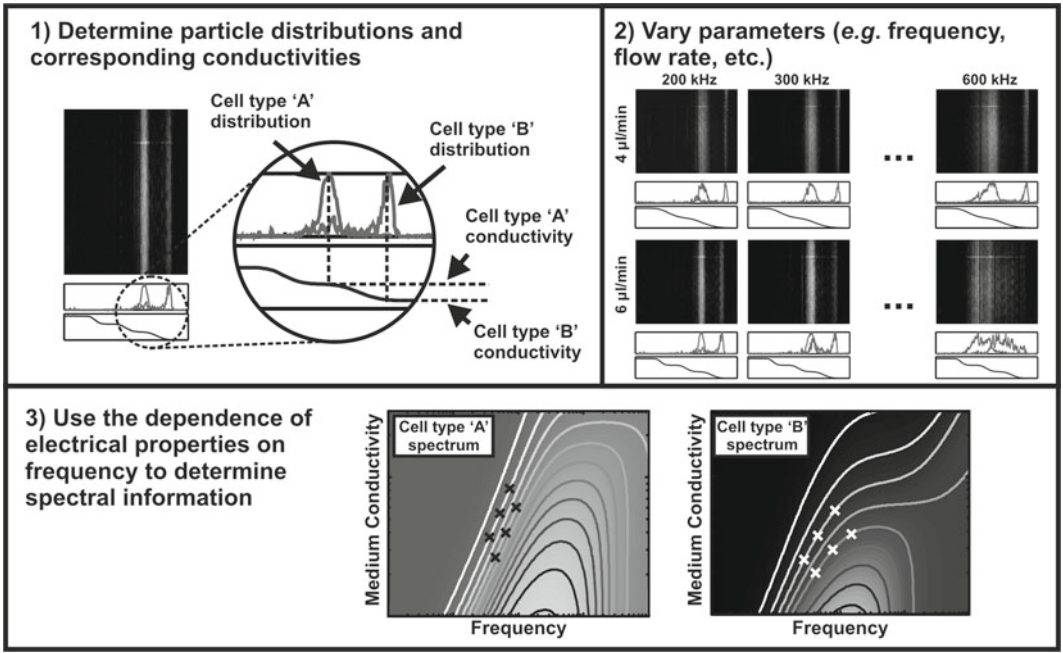 1) Determine particle distributions and
corresponding conductivities
Cell type ‘A’
distribution
Cell type ‘B’
distribution
Cell type ‘A’
conductivity
Cell type ‘B’
conductivity
2) Vary parameters (e.g. frequency,
flow rate, etc.)
200 kHz
300 kHz
600 kHz
4 µl/min
...
6 µl/min
...
3) Use the dependence of
electrical properties on
frequency to determine
spectral information
Medium Conductivity
Cell type ‘A’
spectrum
Frequency
Medium Conductivity
Cell type ‘B’
spectrum
Frequency